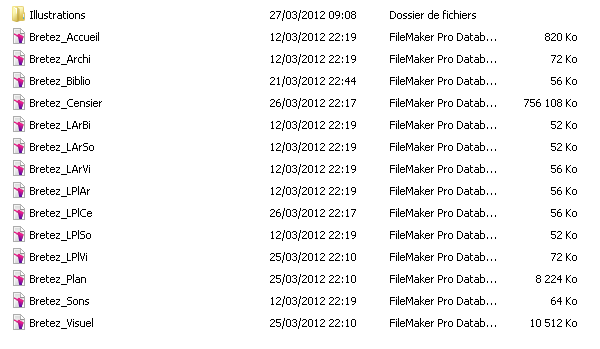 Illustrations 27/03/2012 09:08 Dossier de fichiers
Bretez_Accueil 12/03/2012 22:19 FileMaker Pro Datab... 820 Ko
Bretez_Archi 12/03/2012 22:19 FileMaker Pro Datab... 72 Ko
Bretez_Biblio 21/03/2012 22:44 FileMaker Pro Datab... 56 Ko
Bretez_Censier 26/03/2012 22:17 FileMaker Pro Datab... 756 108 Ko
Bretez_LArBi 12/03/2012 22:19 FileMaker Pro Datab... 52 Ko
Bretez_LArSo 12/03/2012 22:19 FileMaker Pro Datab... 52 Ko
Bretez_LArVi 12/03/2012 22:19 FileMaker Pro Datab... 56 Ko
Bretez_LPlAr 12/03/2012 22:19 FileMaker Pro Datab... 56 Ko
Bretez_LPlCe 26/03/2012 22:17 FileMaker Pro Datab... 56 Ko
Bretez_LPlSo 12/03/2012 22:19 FileMaker Pro Datab... 52 Ko
Bretez_LPlVi 25/03/2012 22:10 FileMaker Pro Datab... 72 Ko
Bretez_Plan 25/03/2012 22:10 FileMaker Pro Datab... 8 224 Ko
Bretez_Sons 12/03/2012 22:19 FileMaker Pro Datab... 64 Ko
Bretez_Visuel 25/03/2012 22:10 FileMaker Pro Datab... 10 512 Ko